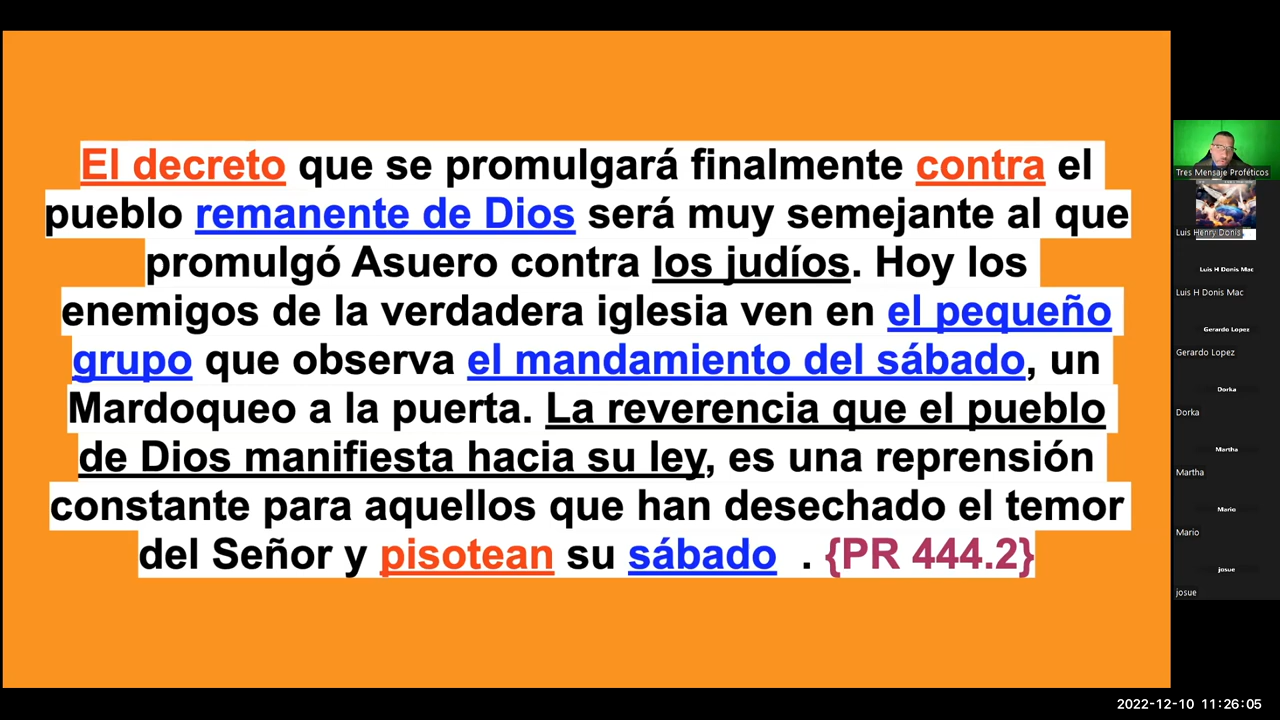 El decreto que se promulgará finalmente contra el
pueblo remanente de Dios será muy semejante al que
promulgó Asuero contra los judíos. Hoy los
enemigos de la verdadera iglesia ven en el pequeño
grupo que observa el mandamiento del sábado, un
Mardoqueo a la puerta. La reverencia que el pueblo
de Dios manifiesta hacia su ley, es una reprensión
constante para aquellos que han desechado el temor
del Señor y pisotean su sábado . {PR 444.2}
Tres Mensaje Proféticos
Luis Henry Donis
Luis H Donis Mac
Luis H Donis Mac
Gerardo Lopez
Gerardo Lopez
Dorka
Dorka
Martha
Martha
Mario
Mario
josue
josue
2022-12-10 11:26:05